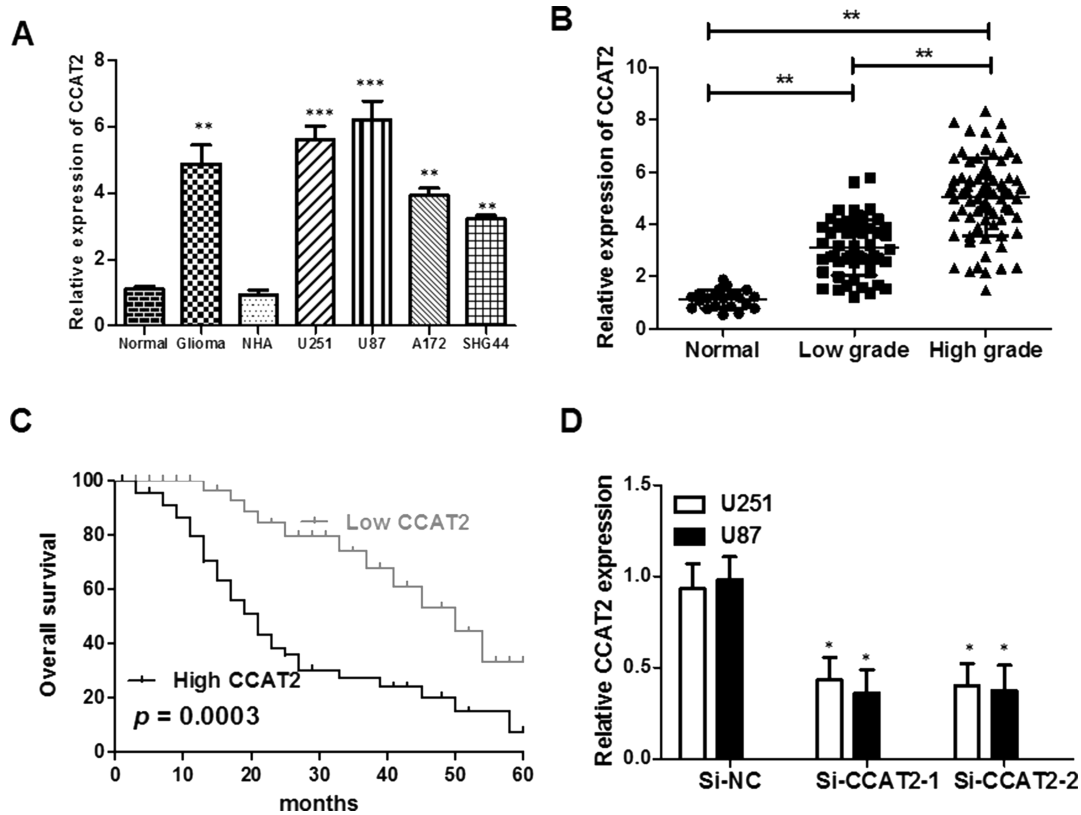 A
Relative expression of CCAT2
8
6
4
2
0
**
***
***
**
**
Normal Glioma NHA U251 U87 A172 SHG44
B
Relative expression of CCAT2
10
8
6
4
2
0
**
**
**
Normal Low grade High grade
C
Overall survival
100
80
60
40
20
0
Low CCAT2
High CCAT2
p = 0.0003
0 10 20 30 40 50 60
months
D
Relative CCAT2 expression
1.5
1.0
0.5
0.0
U251
U87
* * * *
Si-NC Si-CCAT2-1 Si-CCAT2-2